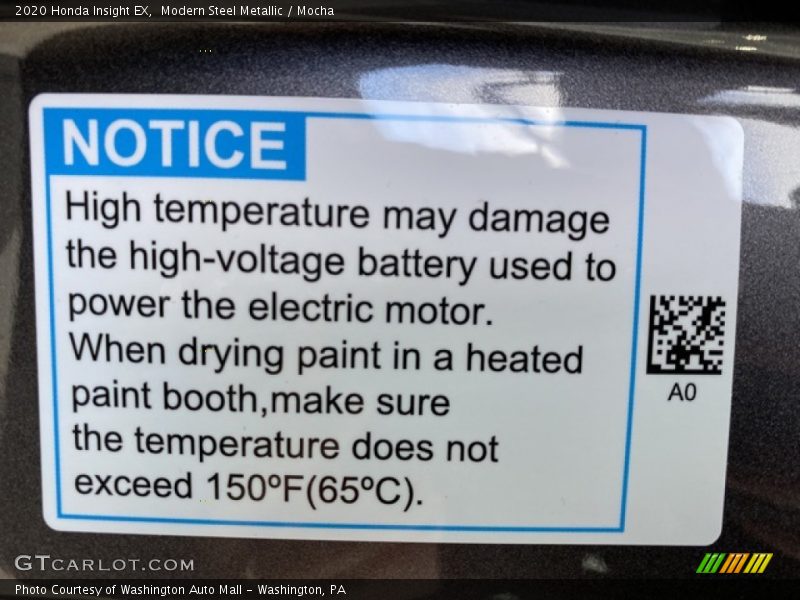 2020 Honda Insight EX,  Modern Steel Metallic / Mocha
NOTICE
High temperature may damage
the high-voltage battery used to
power the electric motor.
When drying paint in a heated
paint booth,make sure
the temperature does not
exceed 150ºF(65ºC).
A0
GTCARLOT.COM
Photo Courtesy of Washington Auto Mall - Washington, PA